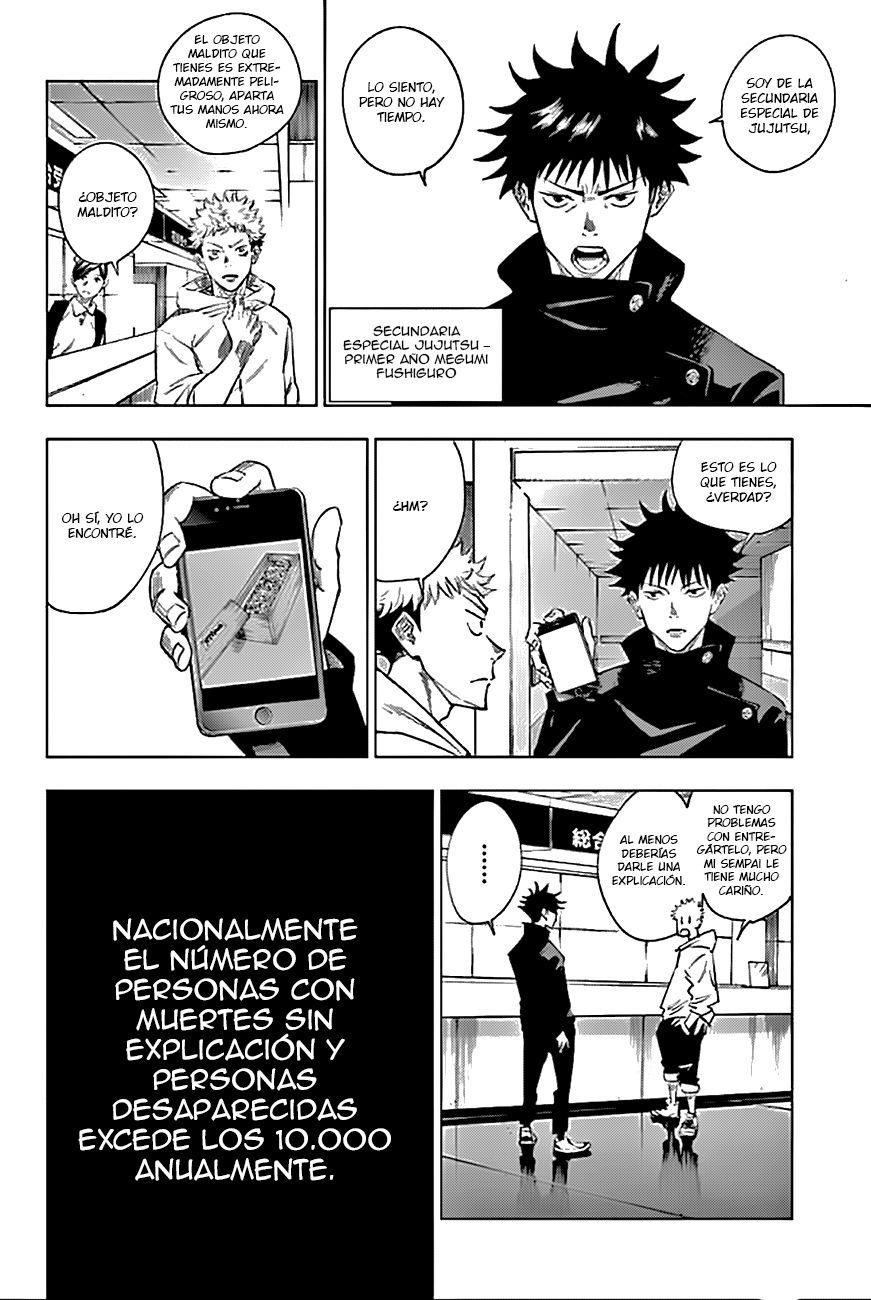 SOY DE LA
SECUNDARIA
ESPECIAL DE
JUJUTSU,
LO SIENTO,
PERO NO HAY
TIEMPO.
SECUNDARIA
ESPECIAL JUJUTSU –
PRIMER AÑO MEGUMI
FUSHIGURO
EL OBJETO
MALDITO QUE
TIENES ES EXTRE-
MADAMENTE PELI-
GROSO, APARTA
TUS MANOS AHORA
MISMO.
¿OBJETO
MALDITO?
ESTO ES LO
QUE TIENES,
¿VERDAD?
¿HM?
OH SÍ, YO LO
ENCONTRÉ.
NO TENGO
PROBLEMAS
CON ENTRE-
GÁRTELO, PERO
MI SEMPAI LE
TIENE MUCHO
CARIÑO.
AL MENOS
DEBERÍAS
DARLE UNA
EXPLICACIÓN.
......
総合
NACIONALMENTE
EL NÚMERO DE
PERSONAS CON
MUERTES SIN
EXPLICACIÓN Y
PERSONAS
DESAPARECIDAS
EXCEDE LOS 10.000
ANUALMENTE.